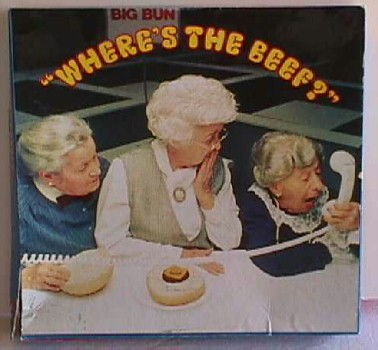 BIG BUN
"WHERE'S THE BEEF?"